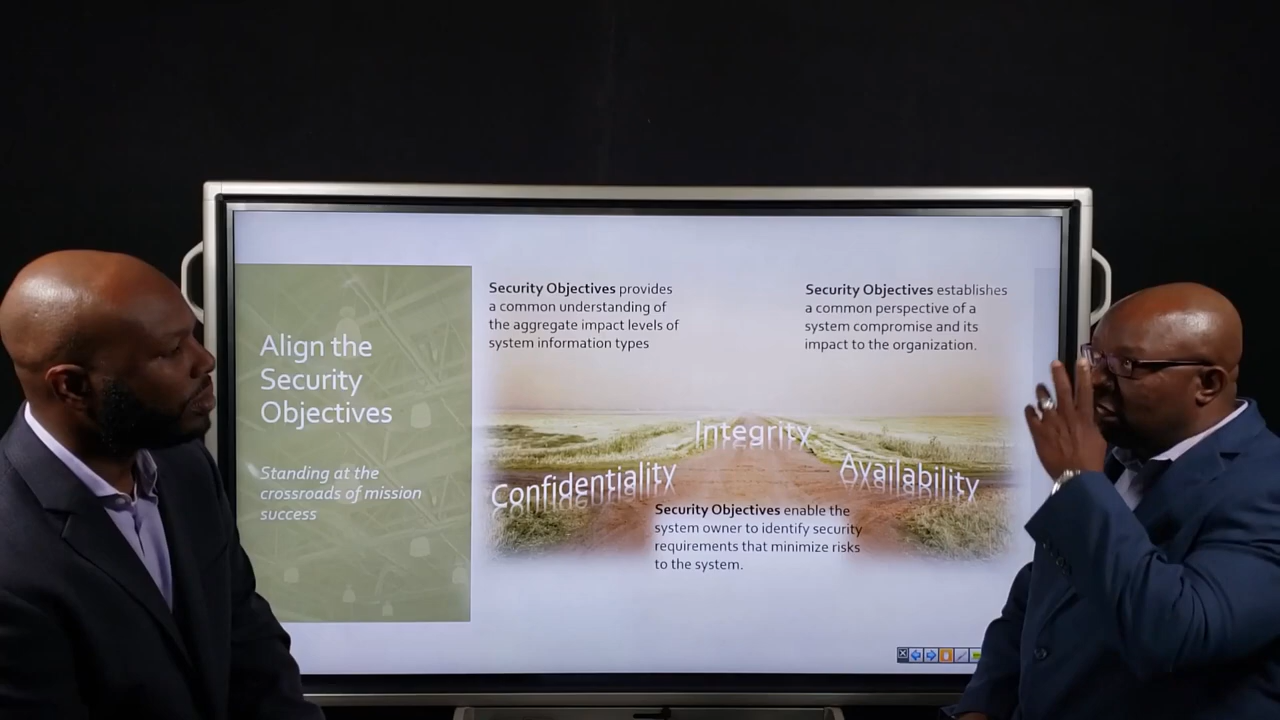 Align the
Security
Objectives
Standing at the
crossroads of mission
success
Security Objectives provides
a common understanding of
the aggregate impact levels of
system information types
Security Objectives establishes
a common perspective of a
system compromise and its
impact to the organization.
Integrity
Confidentiality
Availability
Security Objectives enable the
system owner to identify security
requirements that minimize risks
to the system.